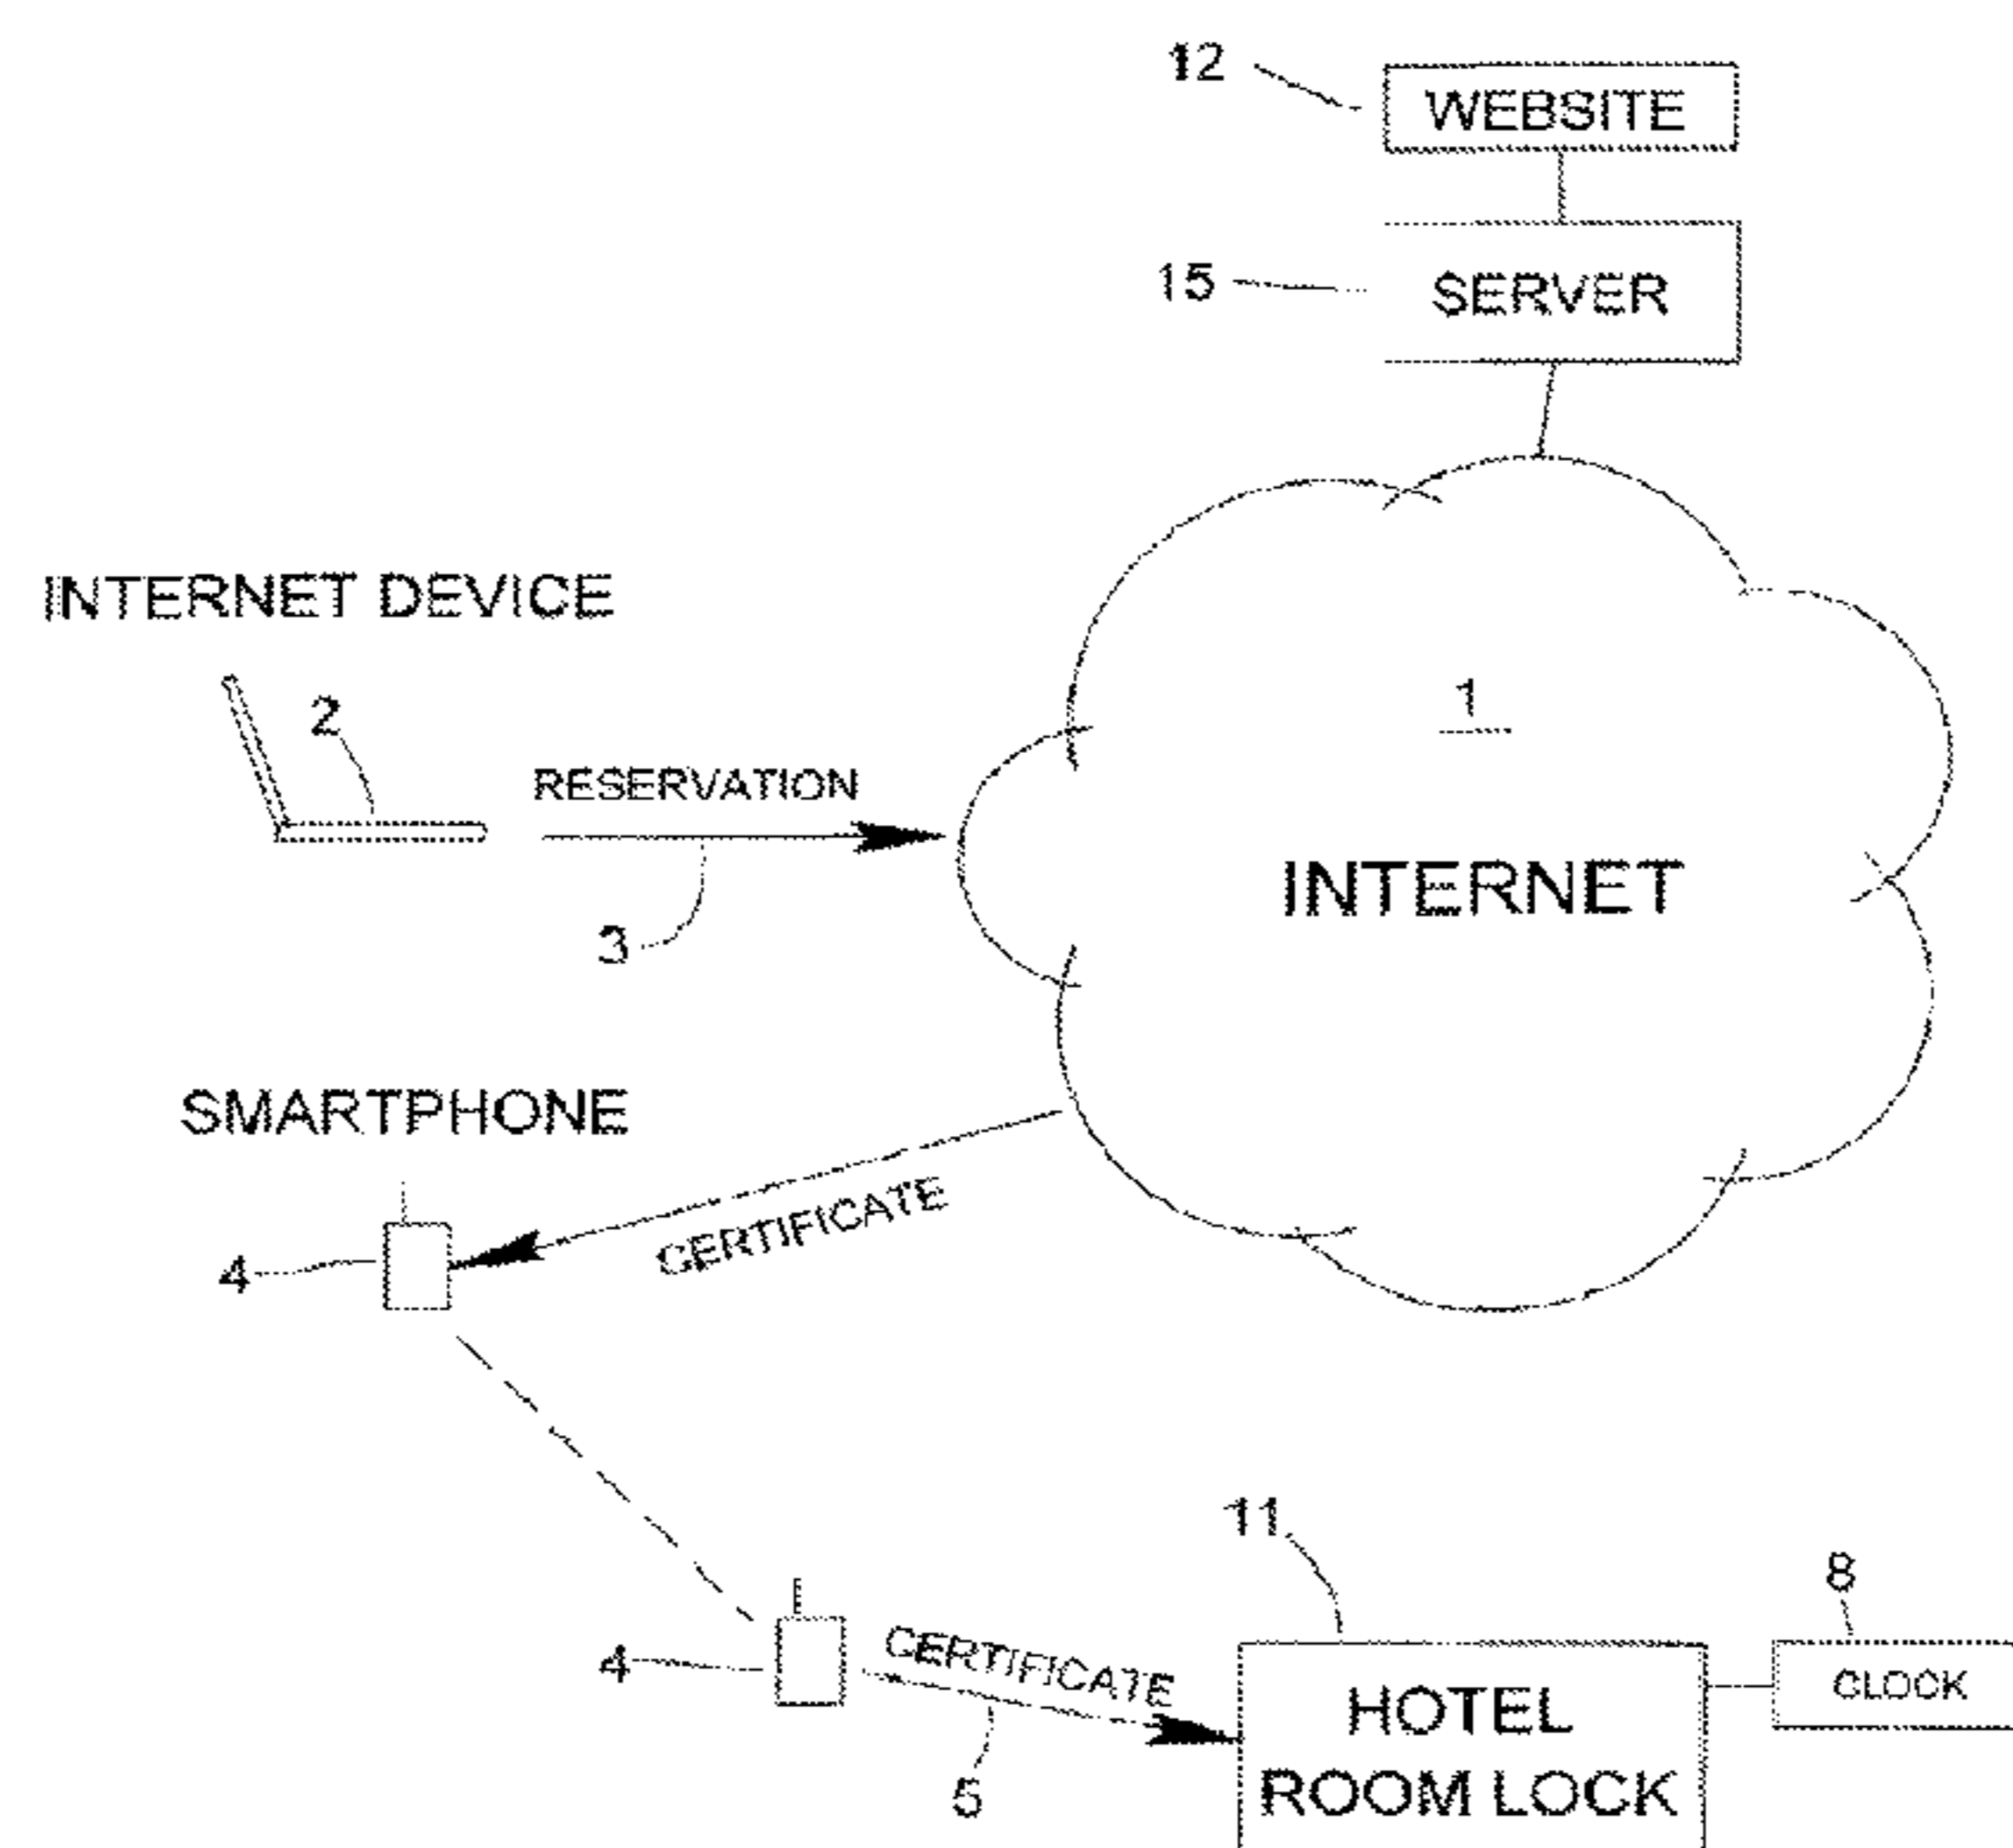 12
WEBSITE
15
SERVER
INTERNET DEVICE
2
RESERVATION
3
1
INTERNET
SMARTPHONE
4
CERTIFICATE
4
CERTIFICATE
5
11
HOTEL
ROOM LOCK
8
CLOCK